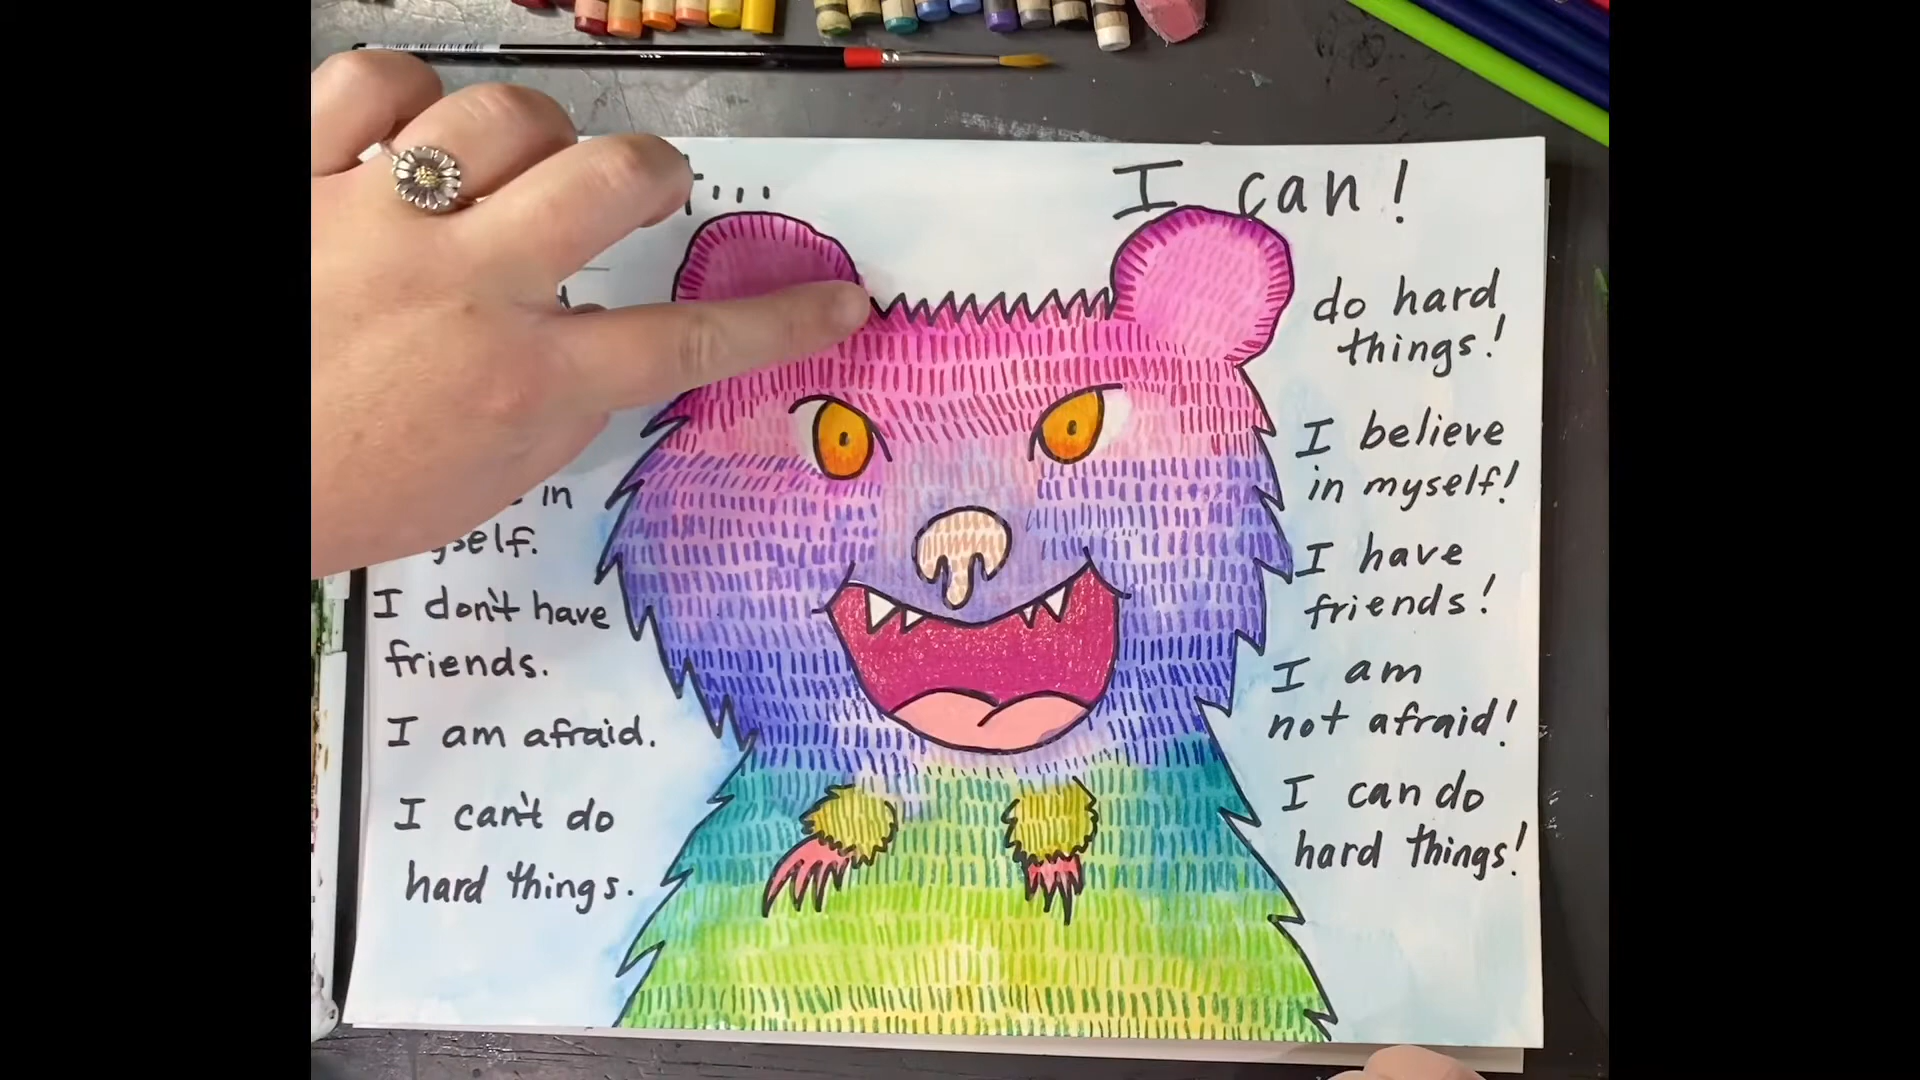 I can!
do hard
things!
I believe
in myself!
I have
friends!
I am
not afraid!
I can do
hard things!
in
I don't have
friends.
I am afraid.
I can't do
hard things.